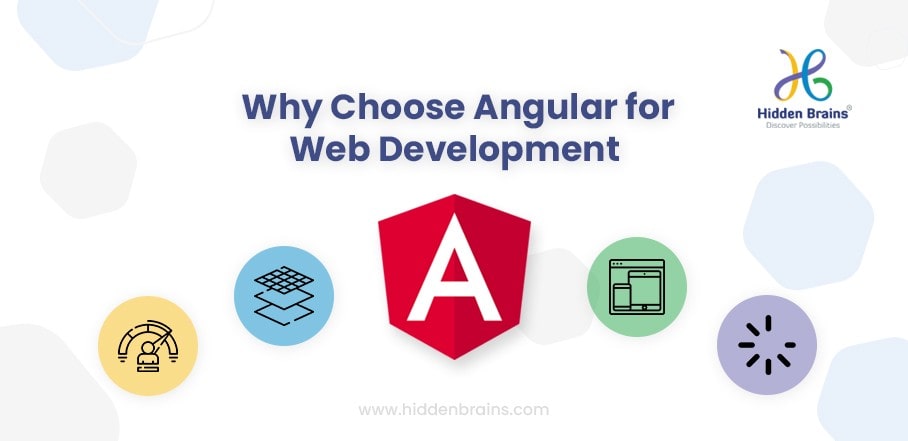 Why Choose Angular for
Web Development
Hidden Brains®
Discover Possibilities
A
www.hiddenbrains.com